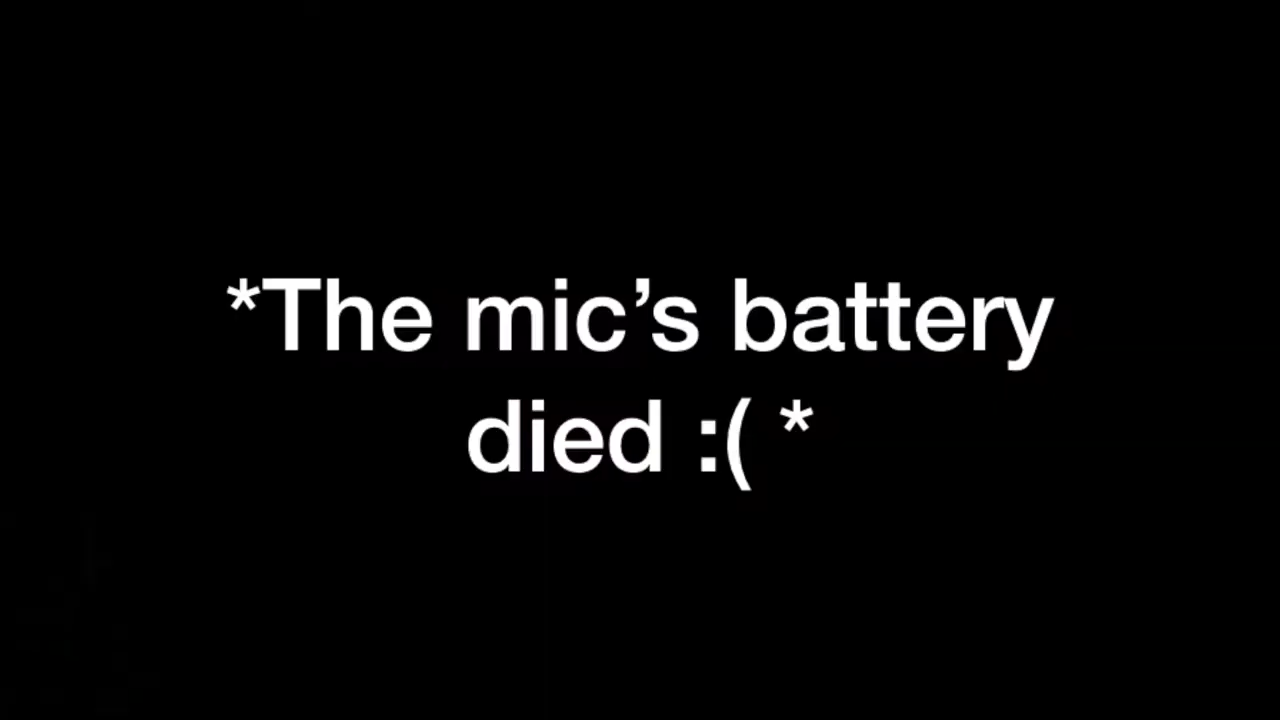 *The mic’s battery
died :( *